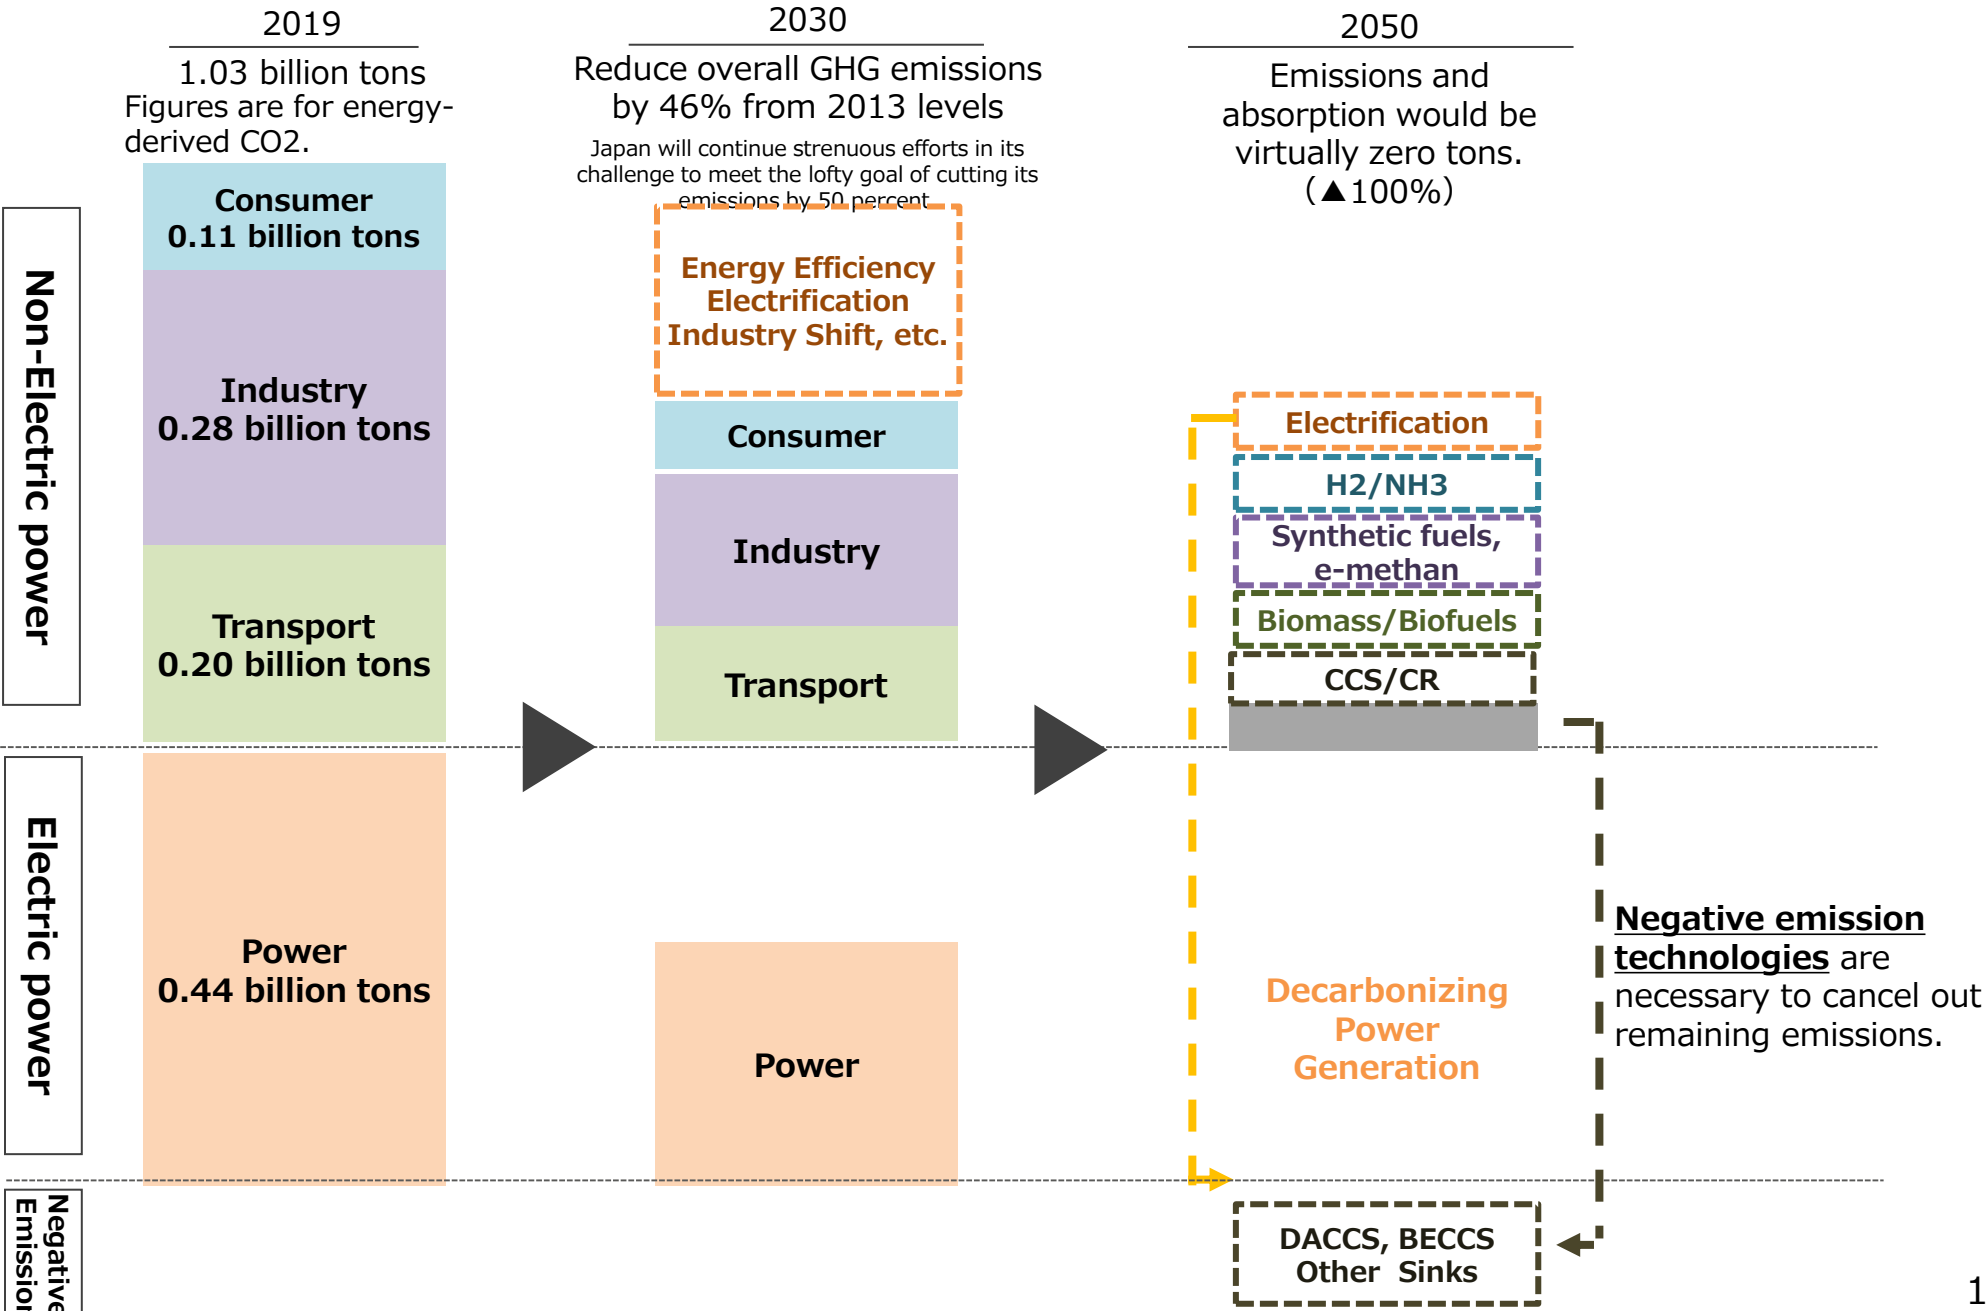 2019
1.03 billion tons
Figures are for energy-
derived CO2.
2030
Reduce overall GHG emissions
by 46% from 2013 levels
Japan will continue strenuous efforts in its
challenge to meet the lofty goal of cutting its
emissions by 50 percent
2050
Emissions and
absorption would be
virtually zero tons.
(▲100%)
Non-Electric power
Consumer
0.11 billion tons
Industry
0.28 billion tons
Transport
0.20 billion tons
Energy Efficiency
Electrification
Industry Shift, etc.
Consumer
Industry
Transport
Electrification
H2/NH3
Synthetic fuels,
e-methan
Biomass/Biofuels
CCS/CR
Electric power
Power
0.44 billion tons
Power
Decarbonizing
Power
Generation
Negative emission
technologies are
necessary to cancel out
remaining emissions.
Negative
Emission
DACCS, BECCS
Other Sinks
1